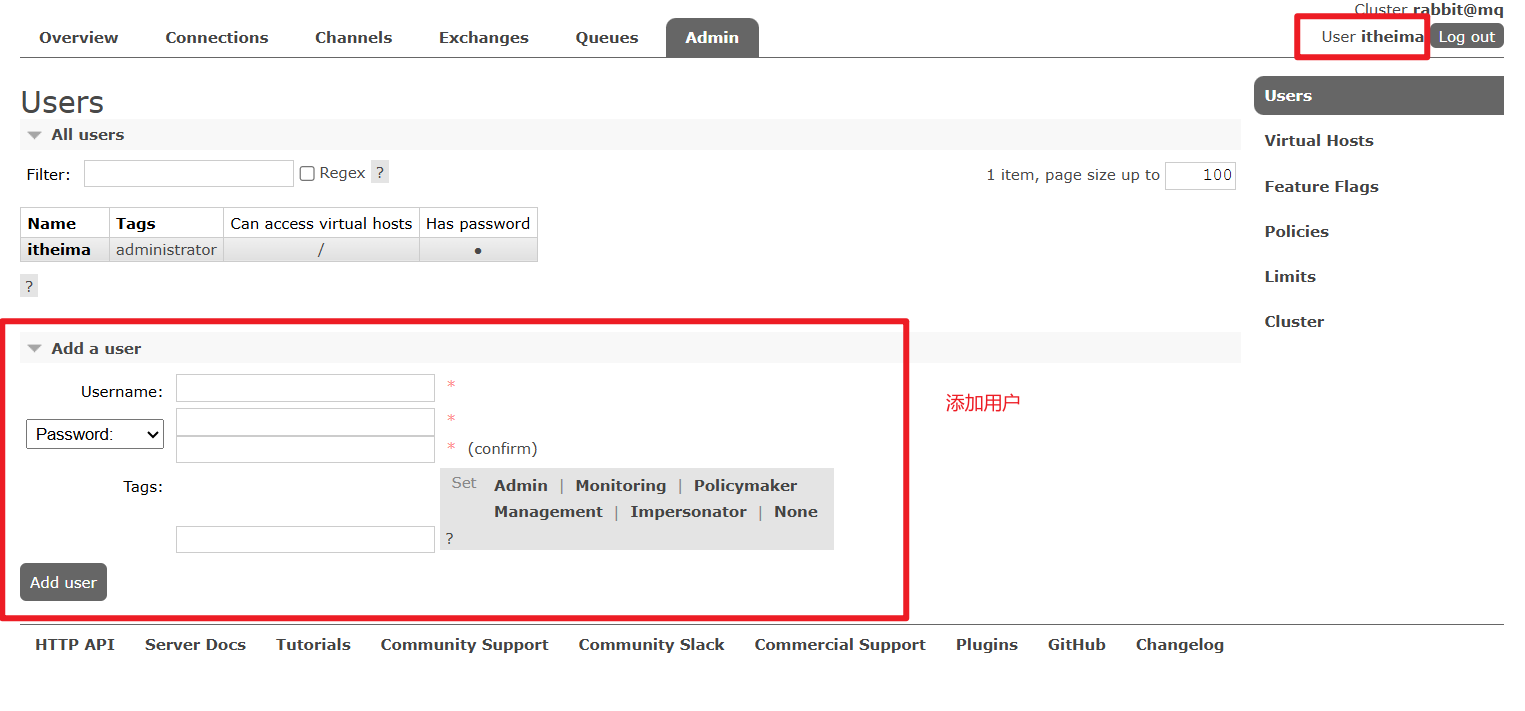 Cluster rabbit@mq
Overview Connections Channels Exchanges Queues Admin User itheima Log out
Users
Users
All users
Virtual Hosts
Filter: Regex ? 1 item, page size up to 100
Feature Flags
Name Tags Can access virtual hosts Has password
Policies
itheima administrator / ●
Limits
?
Cluster
Add a user
Username: *
添加用户
Password: *
* (confirm)
Tags: Set Admin | Monitoring | Policymaker
Management | Impersonator | None
?
Add user
HTTP API Server Docs Tutorials Community Support Community Slack Commercial Support Plugins GitHub Changelog